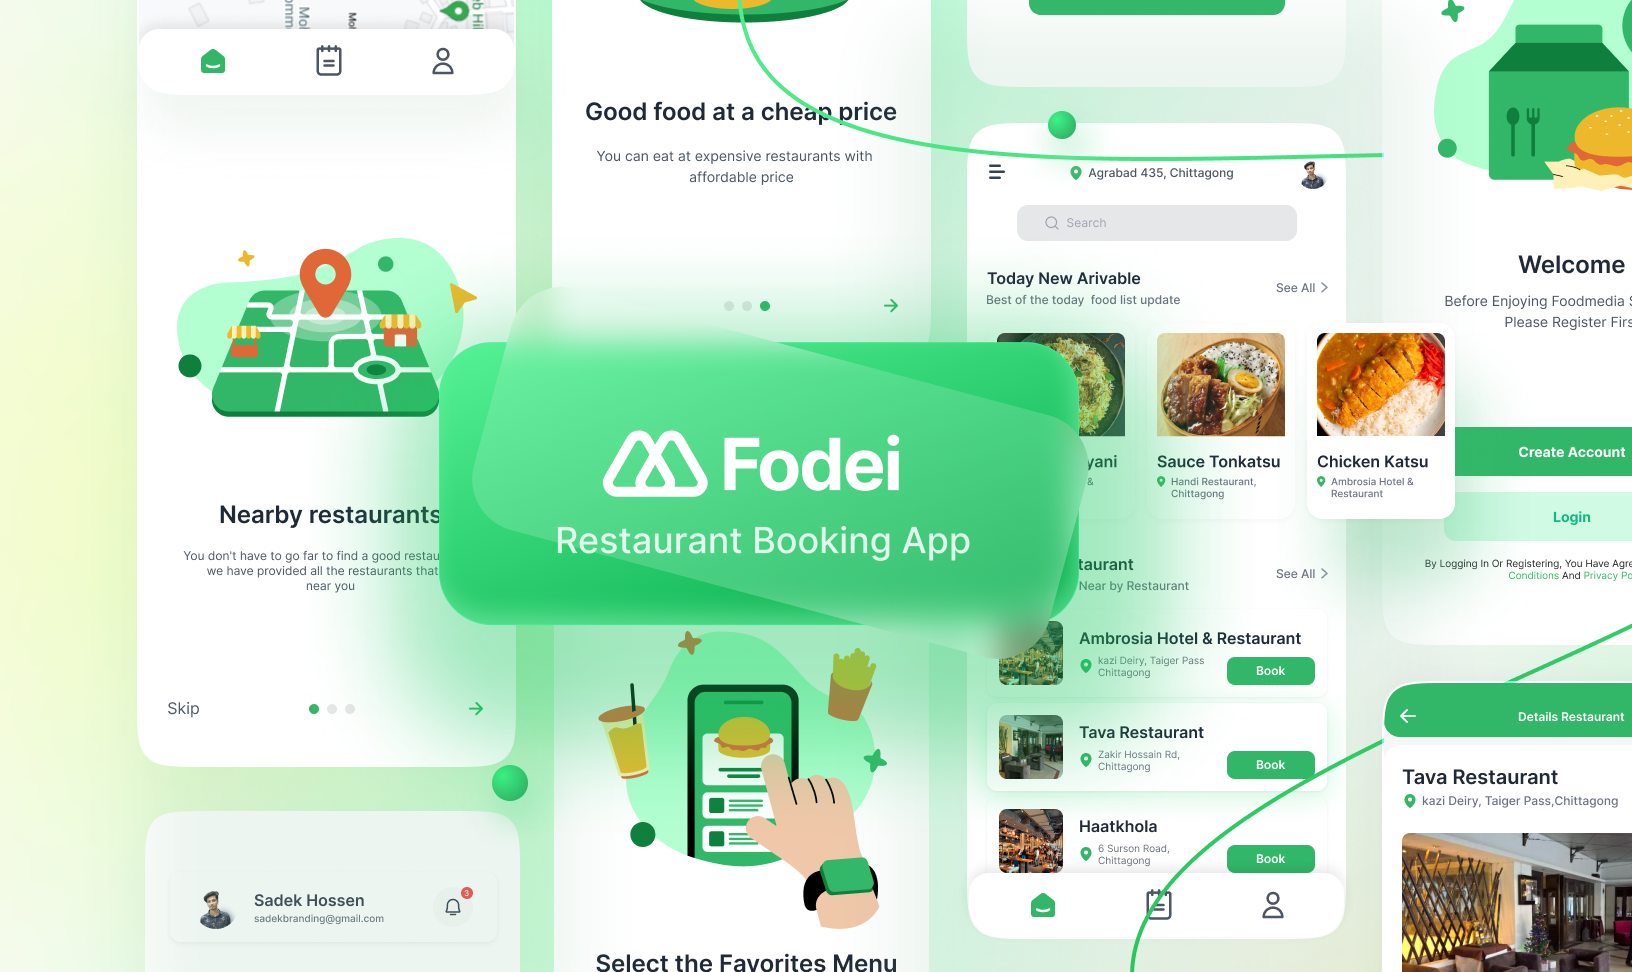 Good food at a cheap price
You can eat at expensive restaurants with
affordable price
Agrabad 435, Chittagong
Search
Today New Arivable
Best of the today food list update
See All
Sauce Tonkatsu
Handi Restaurant,
Chittagong
Chicken Katsu
Ambrosia Hotel &
Restaurant
yani
&
taurant
Near by Restaurant
See All
Ambrosia Hotel & Restaurant
kazi Deiry, Taiger Pass
Chittagong
Book
Tava Restaurant
Zakir Hossain Rd,
Chittagong
Book
Haatkhola
6 Surson Road,
Chittagong
Book
Welcome
Before Enjoying Foodmedia S
Please Register Firs
Create Account
Login
By Logging In Or Registering, You Have Agre
Conditions And Privacy Po
Details Restaurant
Tava Restaurant
kazi Deiry, Taiger Pass,Chittagong
Fodei
Restaurant Booking App
Nearby restaurants
You don't have to go far to find a good restau
we have provided all the restaurants that
near you
Skip
Sadek Hossen
sadekbranding@gmail.com
3
Select the Favorites Menu